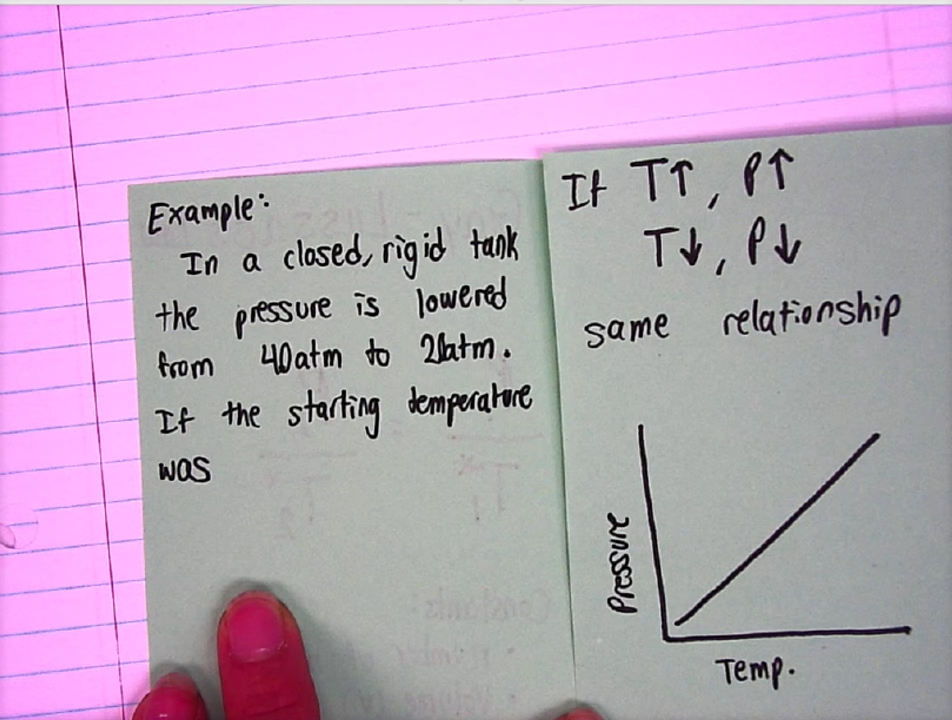 Example:
In a closed, rigid tank
the pressure is lowered
from 40atm to
If the starting temperature
was
If T↑, P↑
T↓, P↓
same relationship
Pressure
Temp.